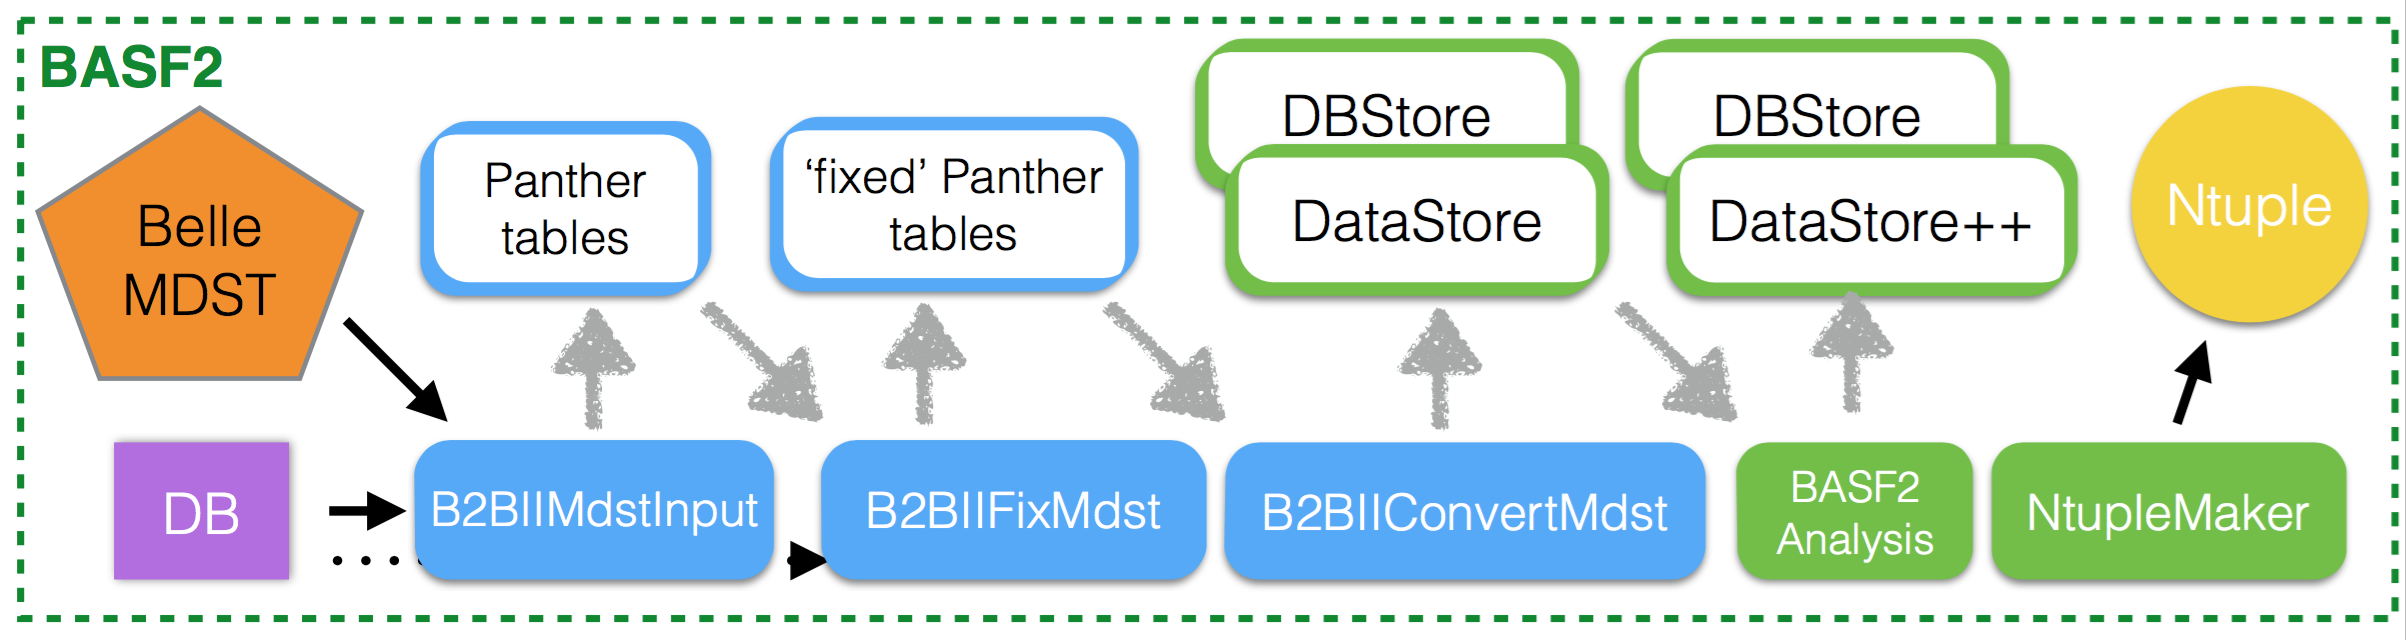 BASF2
Belle
MDST
Panther
tables
‘fixed’ Panther
tables
DBStore
DataStore
DBStore
DataStore++
Ntuple
DB
B2BIIMdstInput
B2BIIFixMdst
B2BIIConvertMdst
BASF2
Analysis
NtupleMaker